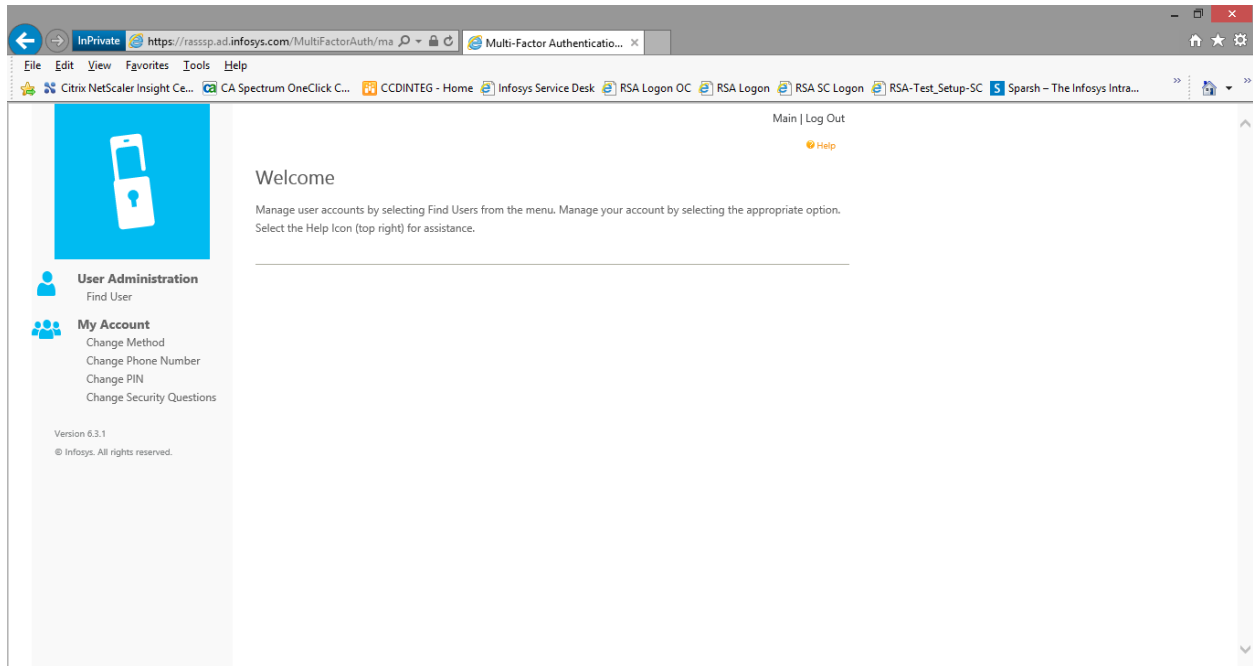 InPrivate https://rasssp.ad.infosys.com/MultiFactorAuth/ma Multi-Factor Authenticatio...
File Edit View Favorites Tools Help
Citrix NetScaler Insight Ce... CA Spectrum OneClick C... CCDINTEG - Home Infosys Service Desk RSA Logon OC RSA Logon RSA SC Logon RSA-Test_Setup-SC Sparsh – The Infosys Intra...
Main | Log Out
Help
Welcome
Manage user accounts by selecting Find Users from the menu. Manage your account by selecting the appropriate option.
Select the Help Icon (top right) for assistance.
User Administration
Find User
My Account
Change Method
Change Phone Number
Change PIN
Change Security Questions
Version 6.3.1
© Infosys. All rights reserved.